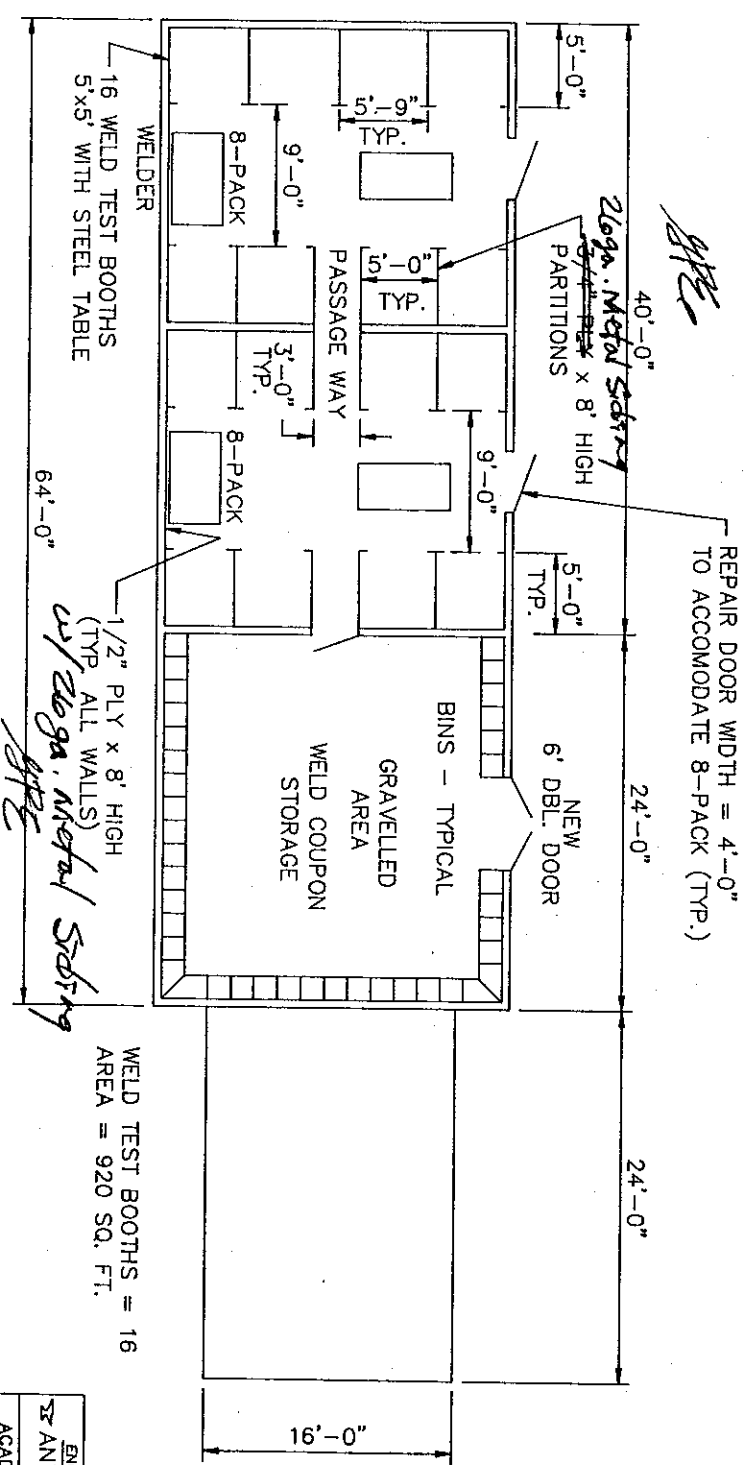 40'-0"
24'-0"
24'-0"
5'-0"
26ga. Metal Siding
3/4" PLY x 8' HIGH
PARTITIONS
REPAIR DOOR WIDTH = 4'-0"
TO ACCOMODATE 8-PACK (TYP.)
5'-9"
TYP.
9'-0"
8-PACK
WELDER
16 WELD TEST BOOTHS
5'x5' WITH STEEL TABLE
5'-0"
TYP.
PASSAGE WAY
3'-0"
TYP.
9'-0"
8-PACK
5'-0"
TYP.
NEW
6' DBL. DOOR
BINS - TYPICAL
GRAVELLED
AREA
WELD COUPON
STORAGE
1/2" PLY x 8' HIGH
(TYP. ALL WALLS)
w/ 26ga. Metal Siding
64'-0"
WELD TEST BOOTHS = 16
AREA = 920 SQ. FT.
16'-0"
EN
AN
ACAD